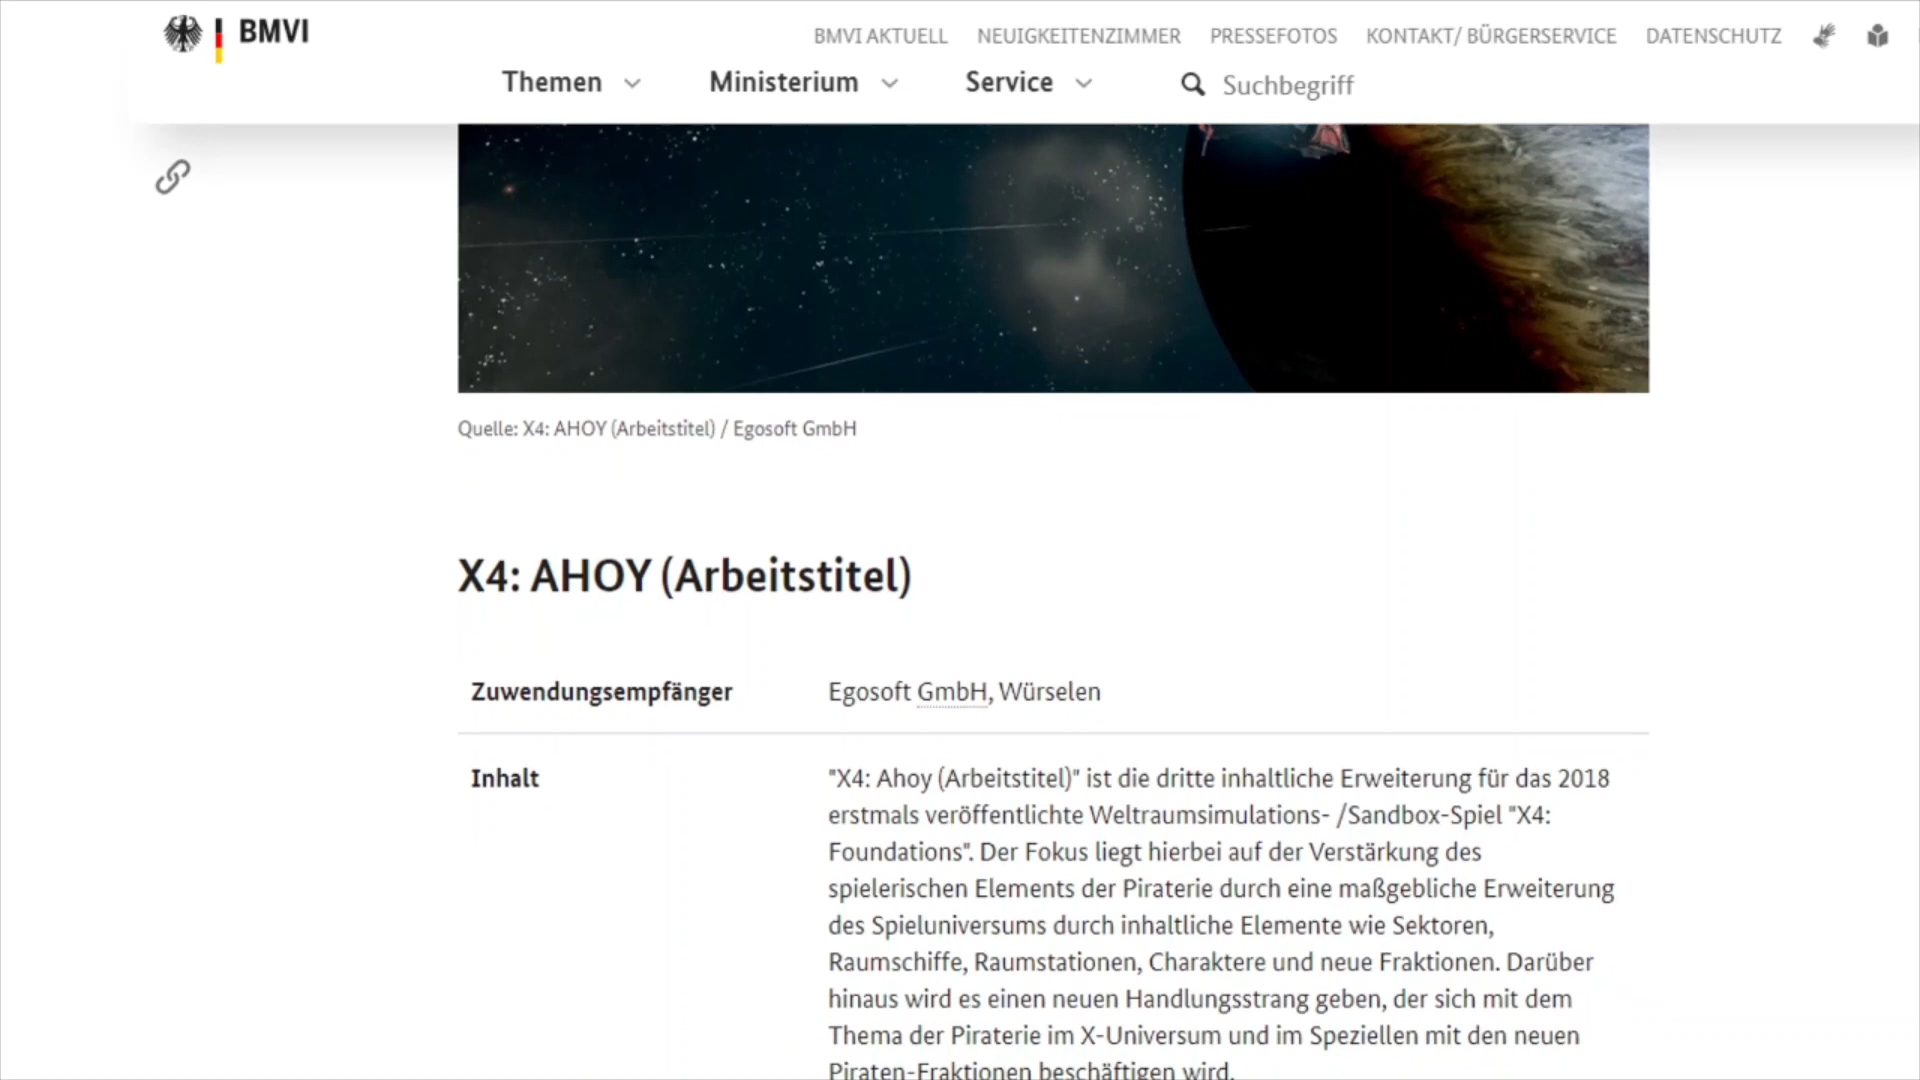 BMVI
BMVI AKTUELL NEUIGKEITENZIMMER PRESSEFOTOS KONTAKT/ BÜRGERSERVICE DATENSCHUTZ
Themen Ministerium Service Suchbegriff
Quelle: X4: AHOY (Arbeitstitel) / Egosoft GmbH
X4: AHOY (Arbeitstitel)
Zuwendungsempfänger Egosoft GmbH, Würselen
Inhalt "X4: Ahoy (Arbeitstitel)" ist die dritte inhaltliche Erweiterung für das 2018
erstmals veröffentlichte Weltraumsimulations- /Sandbox-Spiel "X4:
Foundations". Der Fokus liegt hierbei auf der Verstärkung des
spielerischen Elements der Piraterie durch eine maßgebliche Erweiterung
des Spieluniversums durch inhaltliche Elemente wie Sektoren,
Raumschiffe, Raumstationen, Charaktere und neue Fraktionen. Darüber
hinaus wird es einen neuen Handlungsstrang geben, der sich mit dem
Thema der Piraterie im X-Universum und im Speziellen mit den neuen
Piraten-Fraktionen beschäftigen wird.